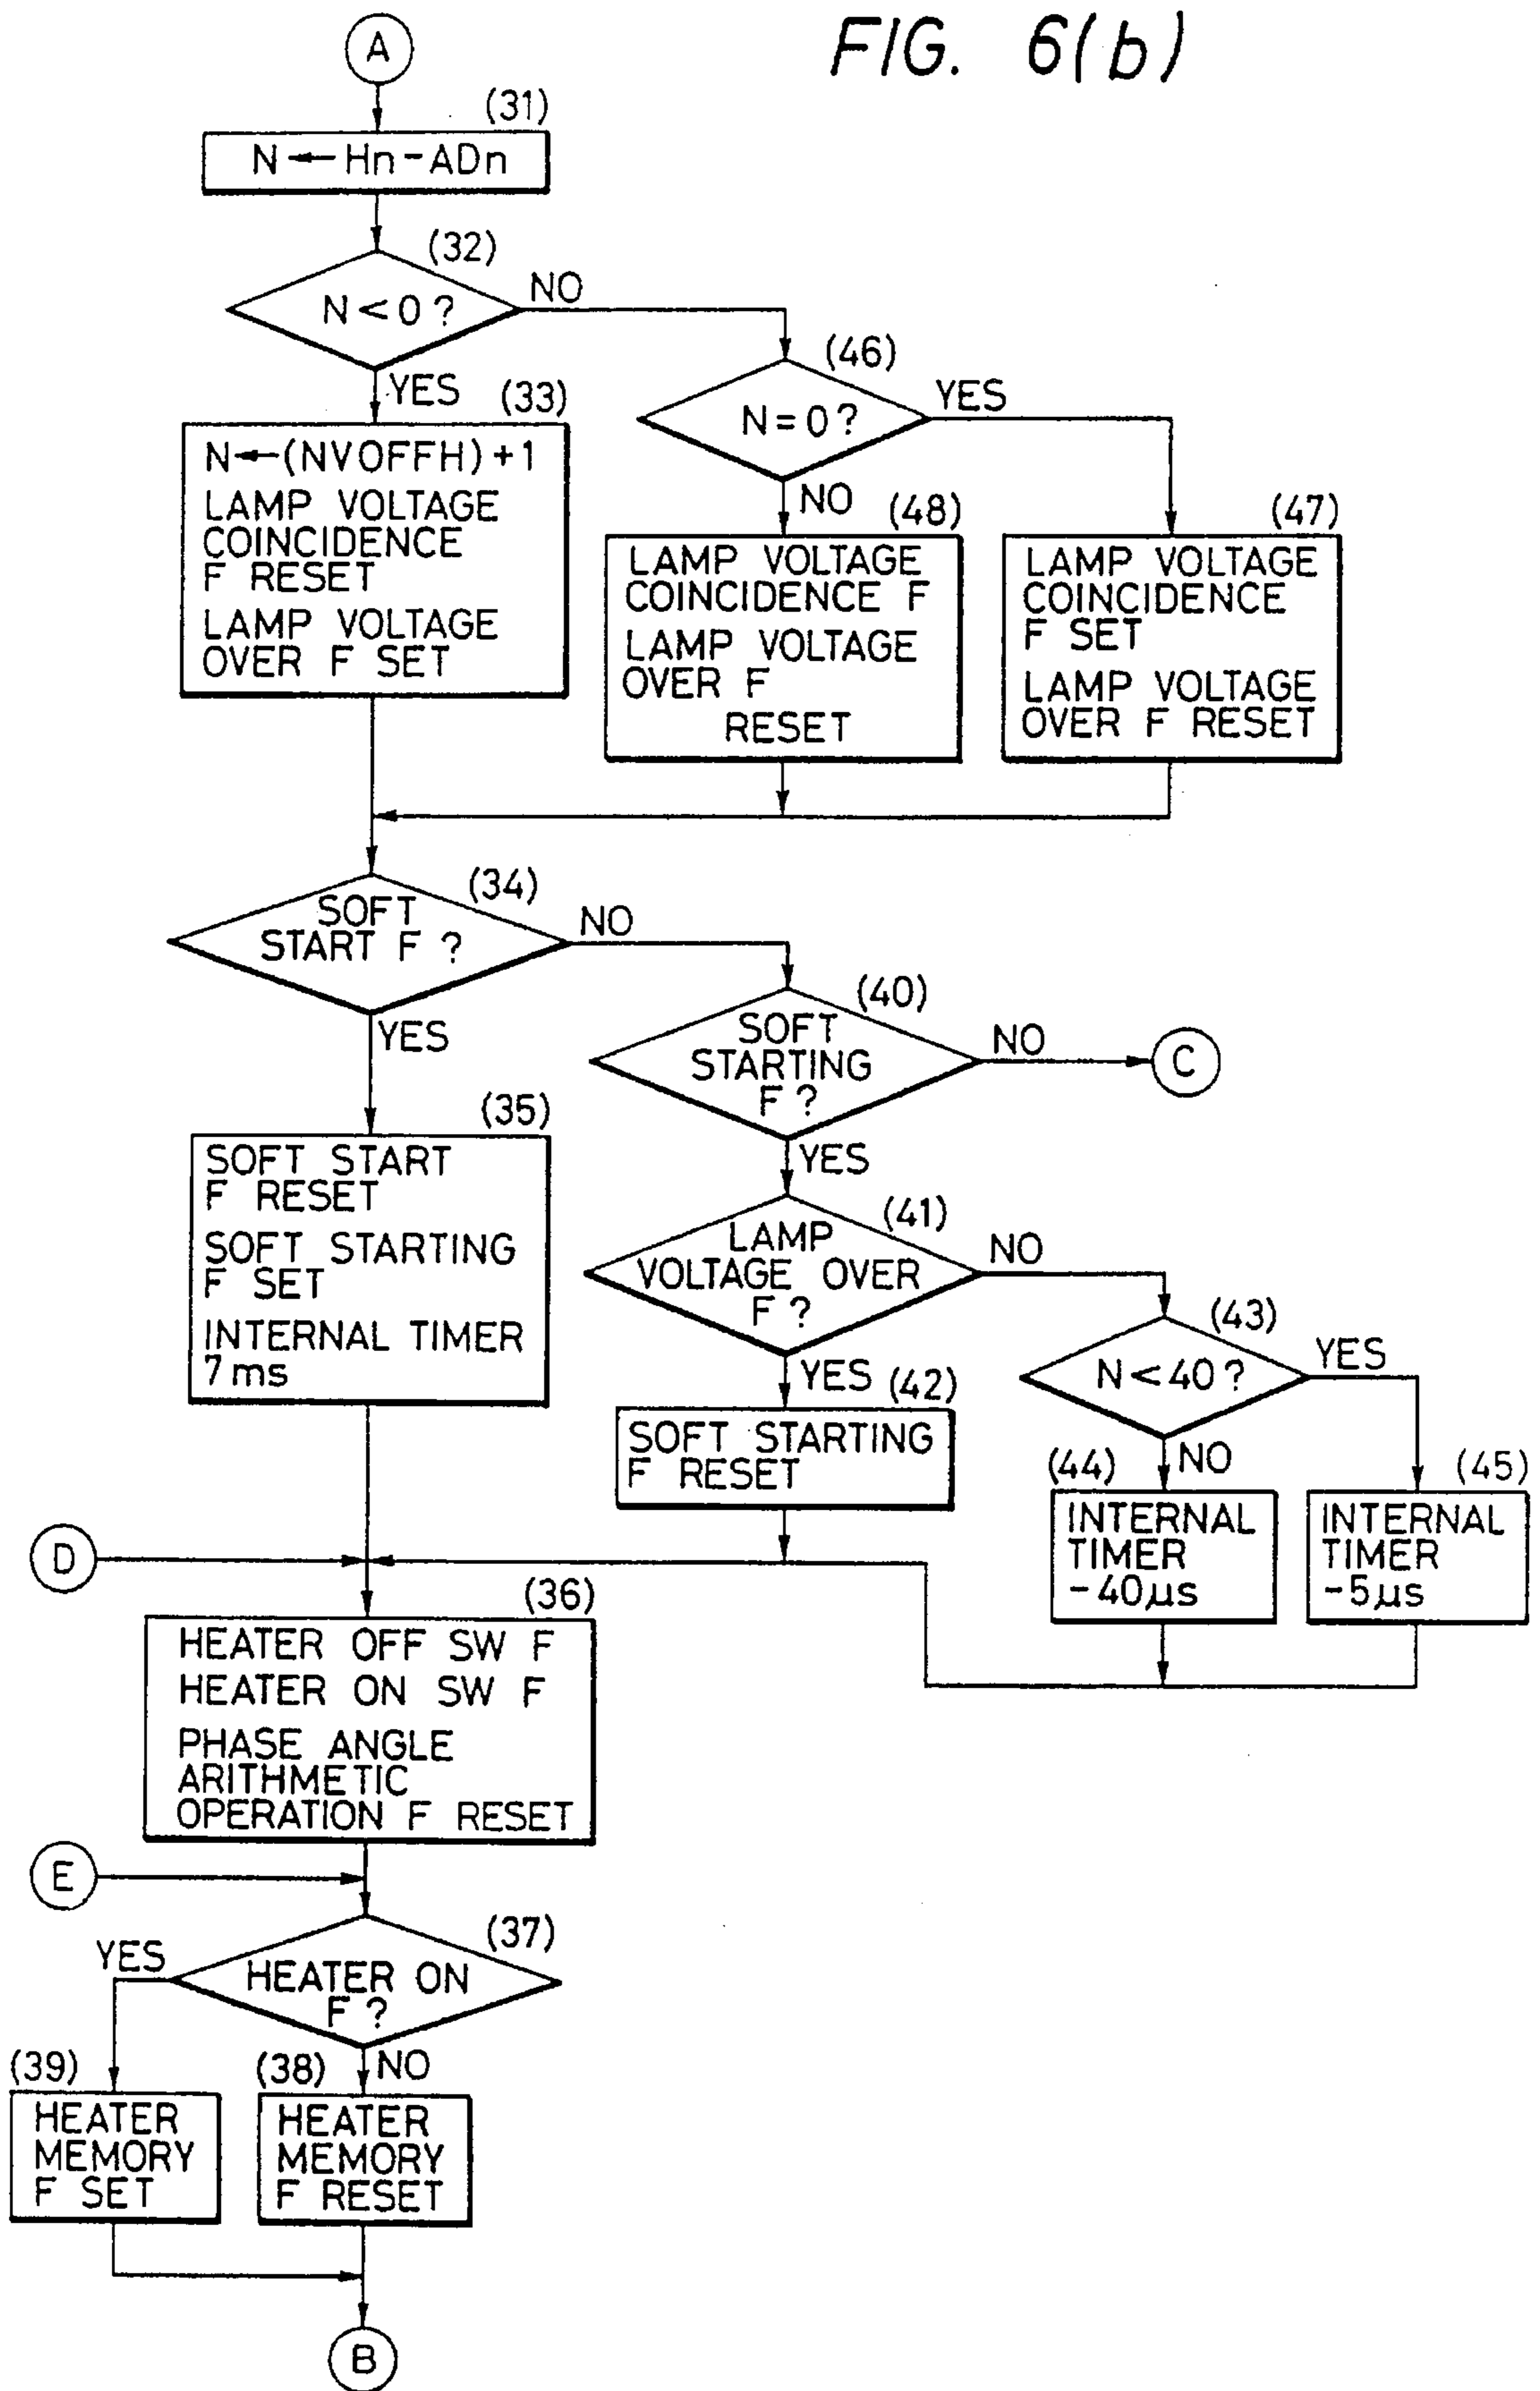 FIG. 6(b)
A
(31)
N←Hn-ADn
(32)
N<0?
NO
YES
(46)
N=0?
YES
NO
(33)
N←(NVOFFH)+1
LAMP VOLTAGE
COINCIDENCE
F RESET
LAMP VOLTAGE
OVER F SET
(48)
LAMP VOLTAGE
COINCIDENCE F
LAMP VOLTAGE
OVER F
RESET
(47)
LAMP VOLTAGE
COINCIDENCE
F SET
LAMP VOLTAGE
OVER F RESET
(34)
SOFT
START F ?
NO
YES
(40)
SOFT
STARTING
F ?
NO
C
YES
(35)
SOFT START
F RESET
SOFT STARTING
F SET
INTERNAL TIMER
7ms
(41)
LAMP
VOLTAGE OVER
F ?
NO
YES
(43)
N<40?
YES
NO
(42)
SOFT STARTING
F RESET
(44)
INTERNAL
TIMER
-40µs
(45)
INTERNAL
TIMER
-5µs
D
(36)
HEATER OFF SW F
HEATER ON SW F
PHASE ANGLE
ARITHMETIC
OPERATION F RESET
E
(37)
HEATER ON
F ?
YES
NO
(39)
HEATER
MEMORY
F SET
(38)
HEATER
MEMORY
F RESET
B